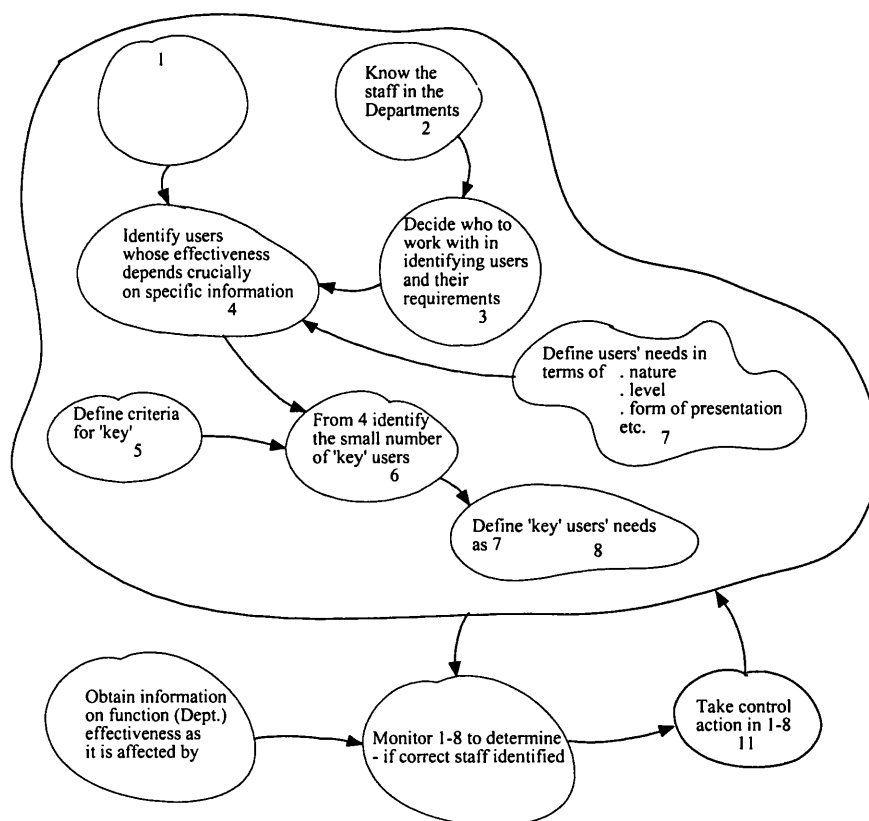 1
Know the
staff in the
Departments
2
Identify users
whose effectiveness
depends crucially
on specific information
4
Decide who to
work with in
identifying users
and their
requirements
3
Define users' needs in
terms of . nature
. level
. form of presentation
etc.
7
Define criteria
for 'key'
5
From 4 identify
the small number
of 'key' users
6
Define 'key' users' needs
as 7
8
Obtain information
on function (Dept.)
effectiveness as
it is affected by
Monitor 1-8 to determine
- if correct staff identified
Take control
action in 1-8
11